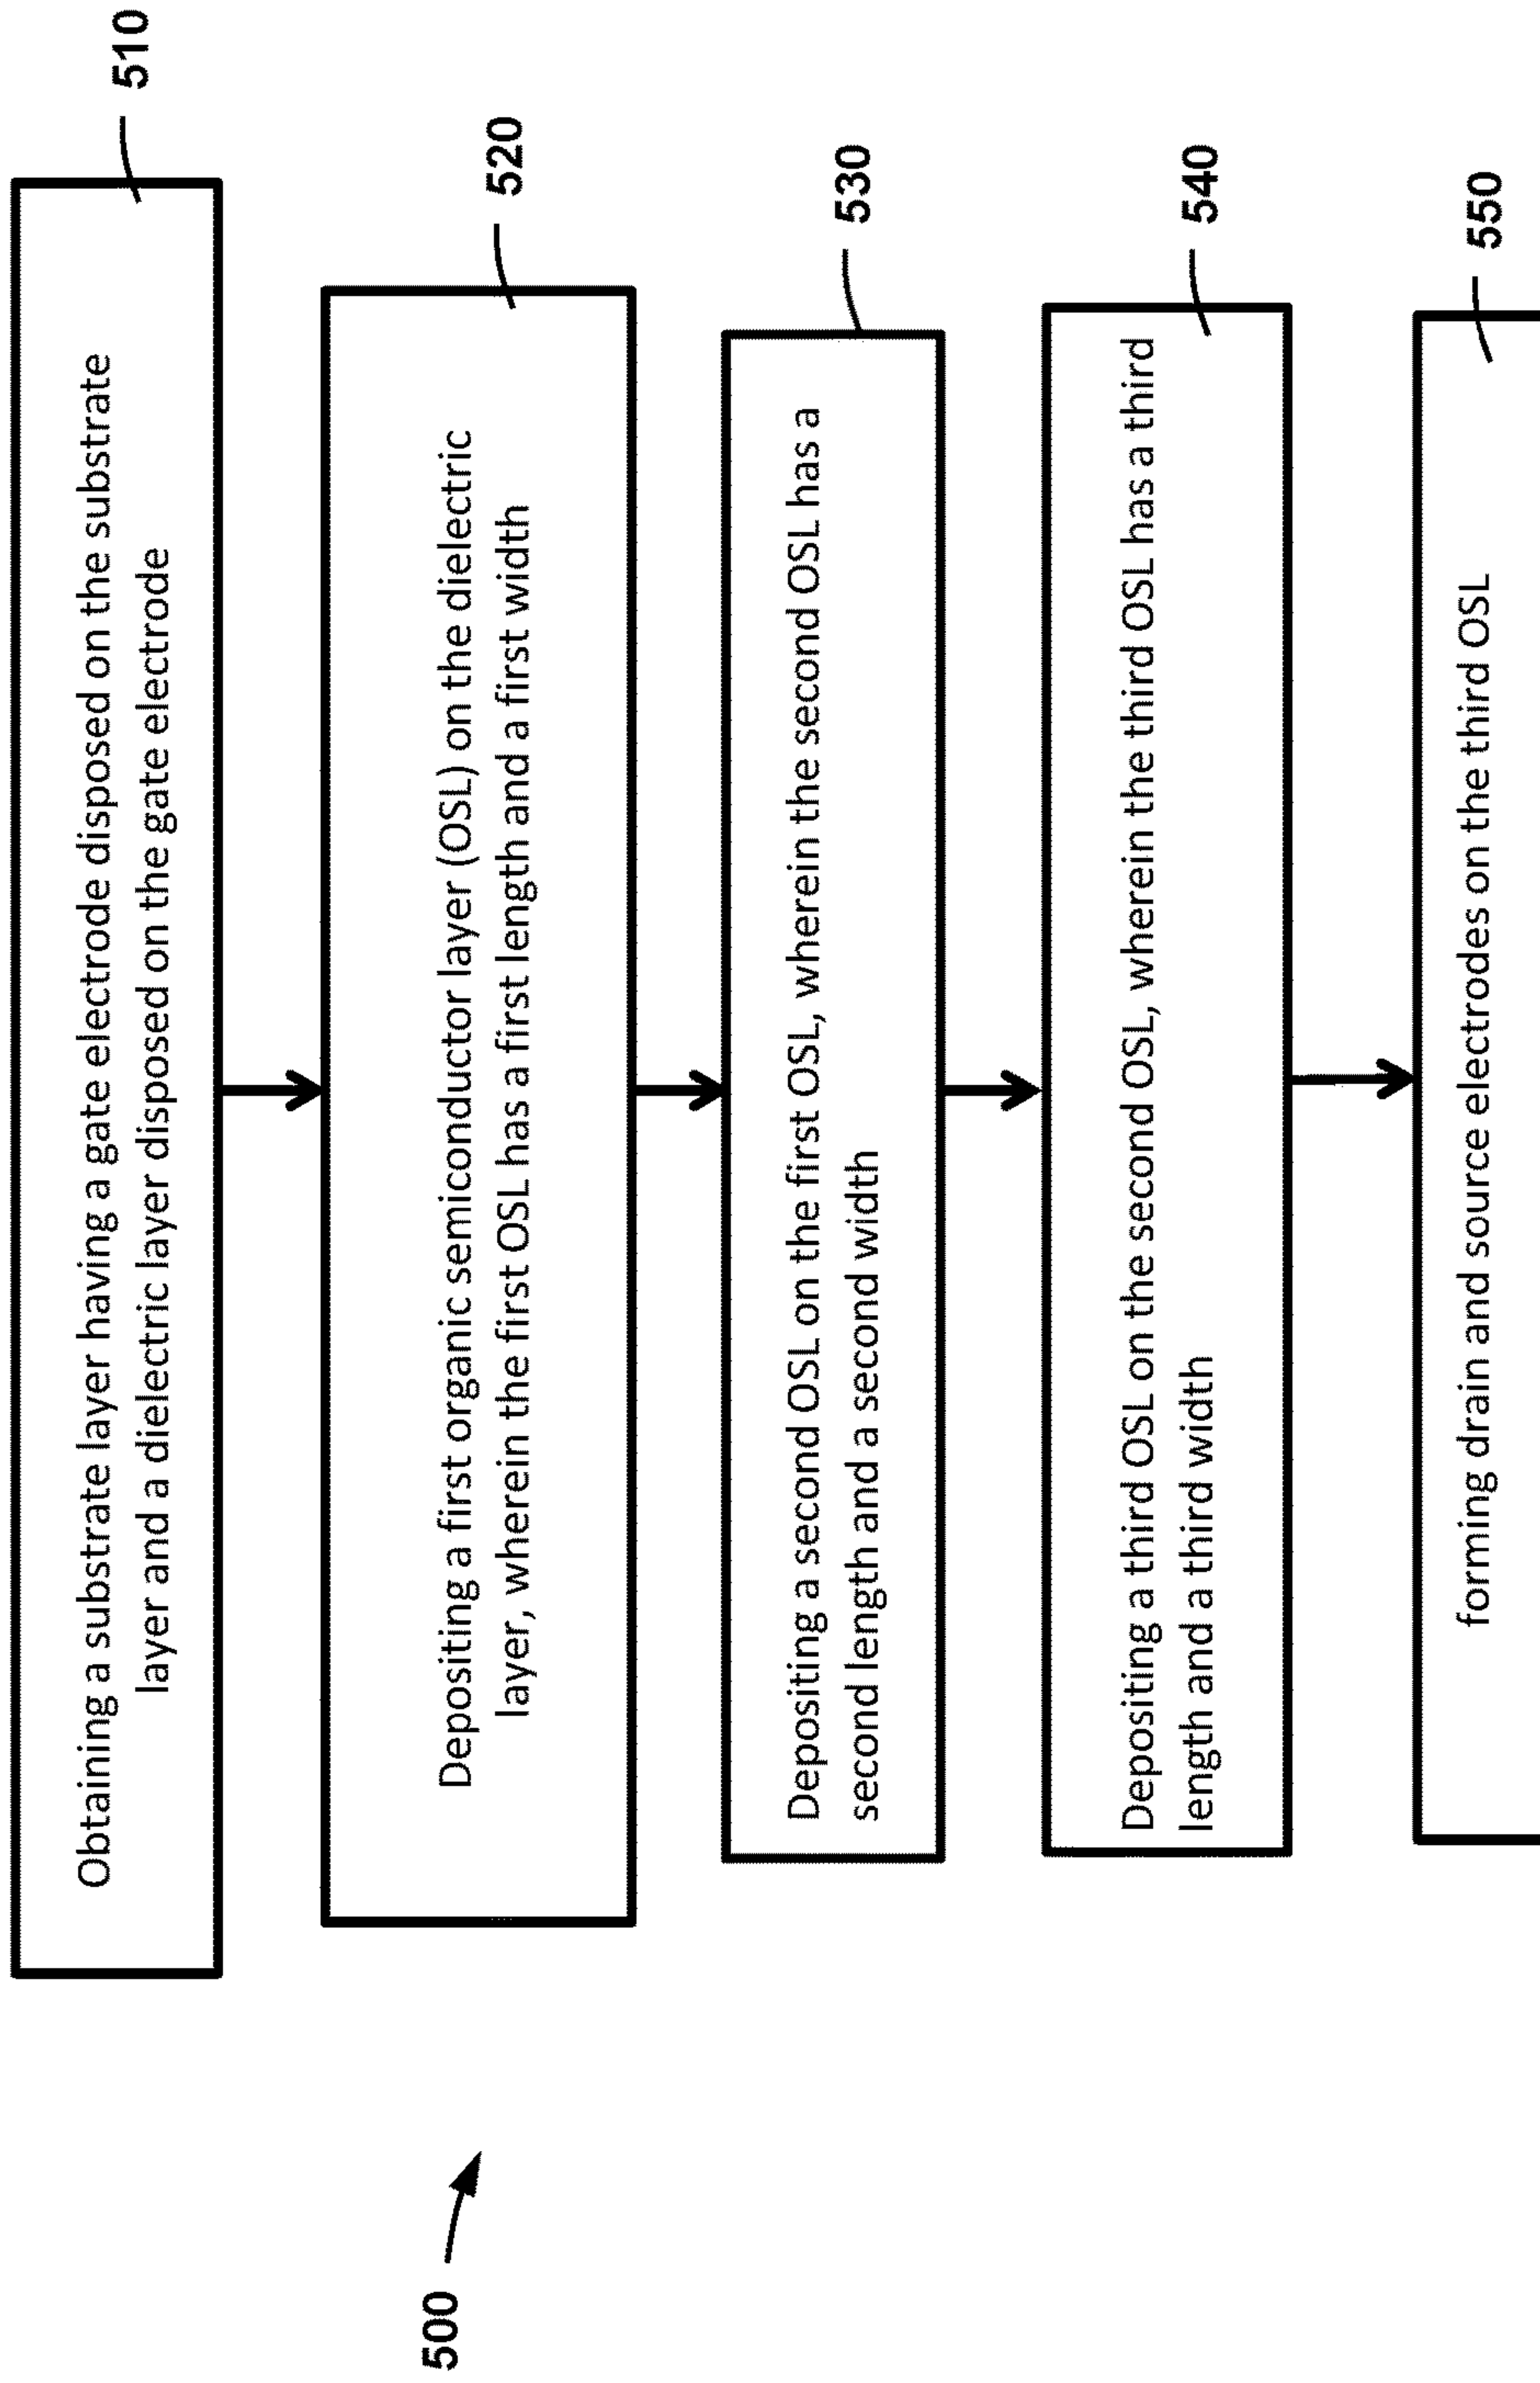 500
Obtaining a substrate layer having a gate electrode disposed on the substrate
layer and a dielectric layer disposed on the gate electrode
510
Depositing a first organic semiconductor layer (OSL) on the dielectric
layer, wherein the first OSL has a first length and a first width
520
Depositing a second OSL on the first OSL, wherein the second OSL has a
second length and a second width
530
Depositing a third OSL on the second OSL, wherein the third OSL has a third
length and a third width
540
forming drain and source electrodes on the third OSL
550